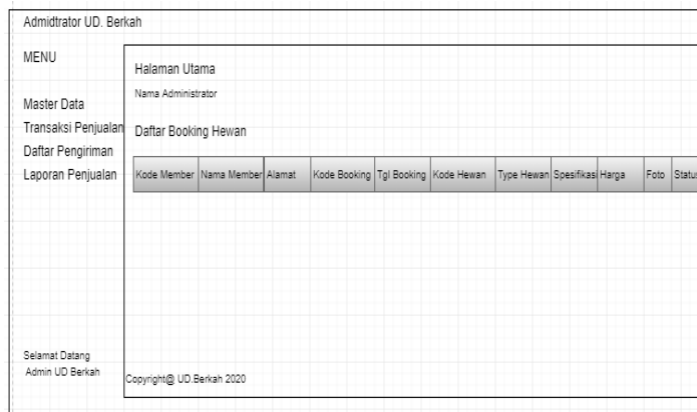 Admidtrator UD. Berkah
MENU
Master Data
Transaksi Penjualan
Daftar Pengiriman
Laporan Penjualan
Selamat Datang
Admin UD Berkah
Halaman Utama
Nama Administrator
Daftar Booking Hewan
Kode Member Nama Member Alamat Kode Booking Tgl Booking Kode Hewan Type Hewan Spesifikasi Harga Foto Status
Copyright@ UD.Berkah 2020